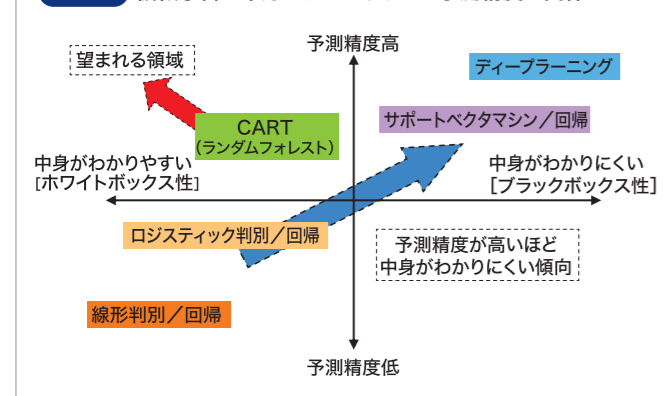 予測精度高
望まれる領域
ディープラーニング
サポートベクタマシン／回帰
CART
（ランダムフォレスト）
中身がわかりやすい
[ホワイトボックス性]
中身がわかりにくい
[ブラックボックス性]
ロジスティック判別／回帰
予測精度が高いほど
中身がわかりにくい傾向
線形判別／回帰
予測精度低